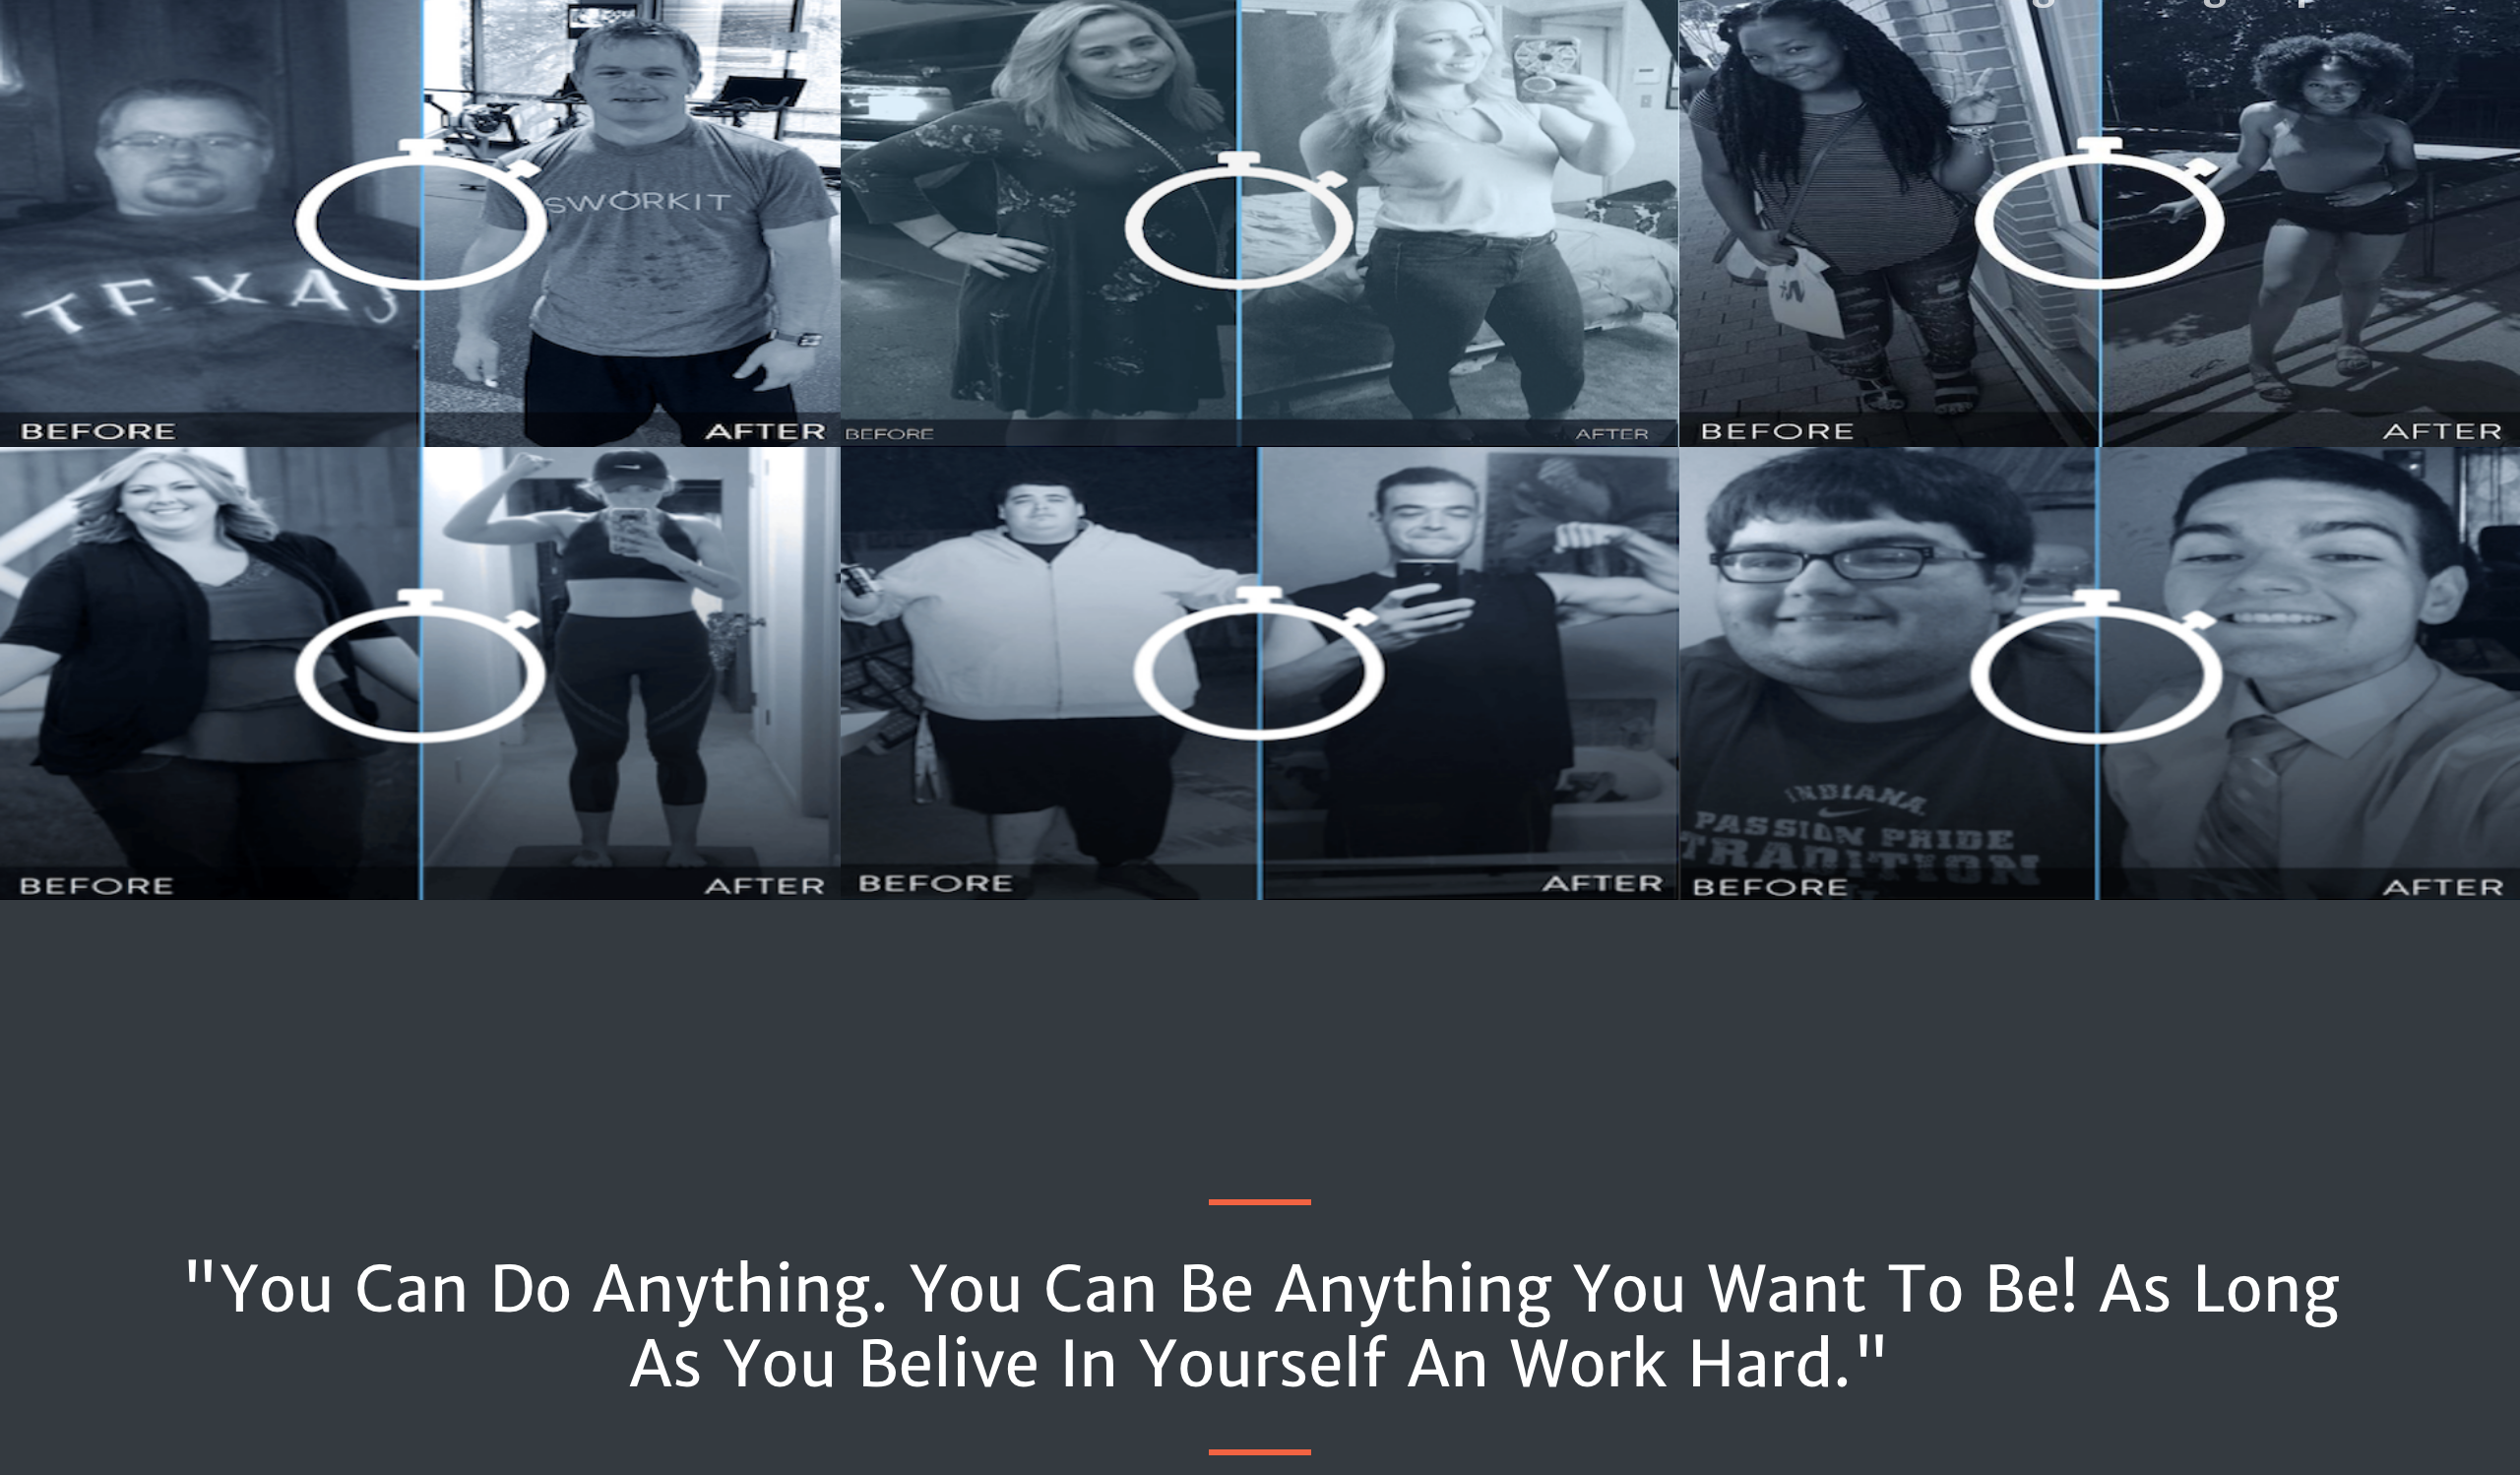 TEXAS
SWORKIT
BEFORE
AFTER
BEFORE
AFTER
BEFORE
AFTER
INDIANA
PASSION PRIDE
TRADITION
BEFORE
AFTER
BEFORE
AFTER
BEFORE
AFTER
"You Can Do Anything. You Can Be Anything You Want To Be! As Long
As You Belive In Yourself An Work Hard."